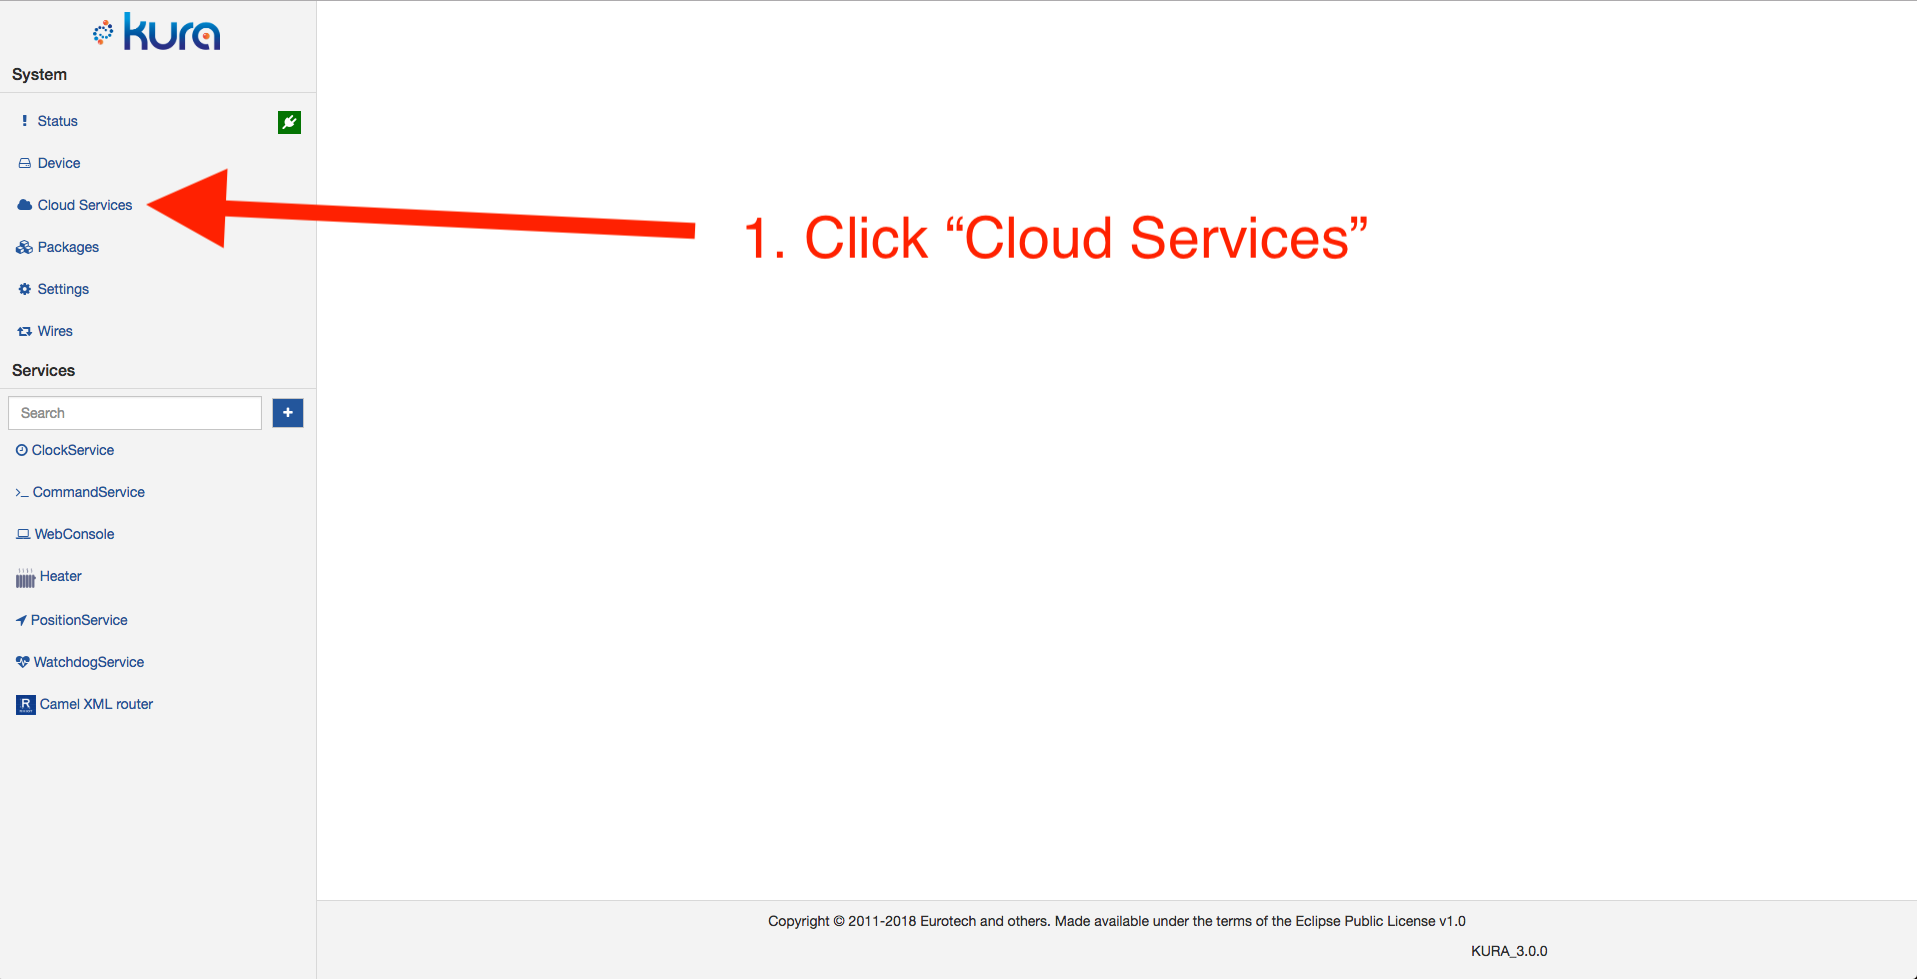 kura
System
Status
Device
Cloud Services
1. Click “Cloud Services”
Packages
Settings
Wires
Services
Search
ClockService
CommandService
WebConsole
Heater
PositionService
WatchdogService
R Camel XML router
Copyright © 2011-2018 Eurotech and others. Made available under the terms of the Eclipse Public License v1.0
KURA_3.0.0